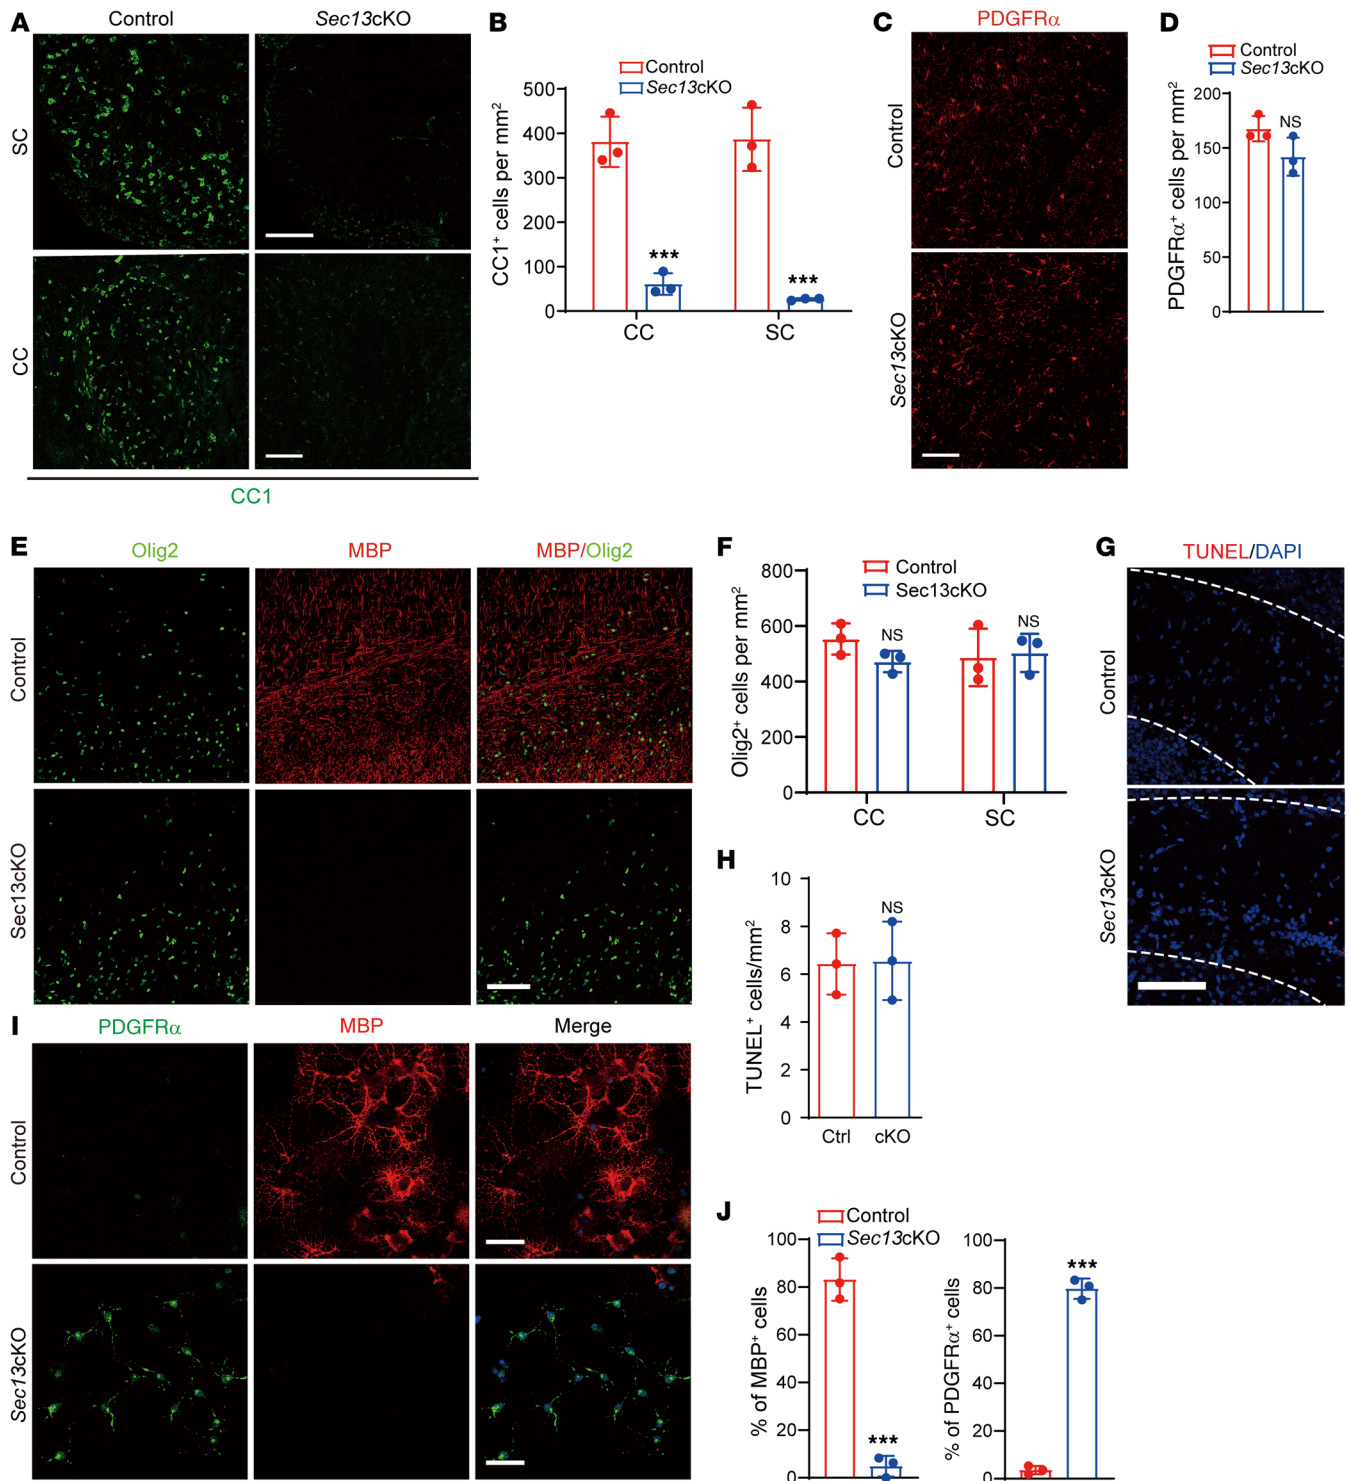 A
Control
Sec13cKO
SC
CC
CC1
B
Control
Sec13cKO
CC1+ cells per mm2
500
400
300
200
100
0
***
***
CC
SC
C
PDGFRα
Control
Sec13cKO
D
Control
Sec13cKO
PDGFRα+ cells per mm2
200
150
100
50
0
NS
E
Olig2
MBP
MBP/Olig2
Control
Sec13cKO
F
Control
Sec13cKO
Olig2+ cells per mm2
800
600
400
200
0
NS
NS
CC
SC
G
TUNEL/DAPI
Control
Sec13cKO
H
TUNEL+ cells/mm2
10
8
6
4
2
0
NS
Ctrl
cKO
I
PDGFRα
MBP
Merge
Control
Sec13cKO
J
Control
Sec13cKO
% of MBP+ cells
100
80
60
40
20
0
***
% of PDGFRα+ cells
100
80
60
40
20
0
***